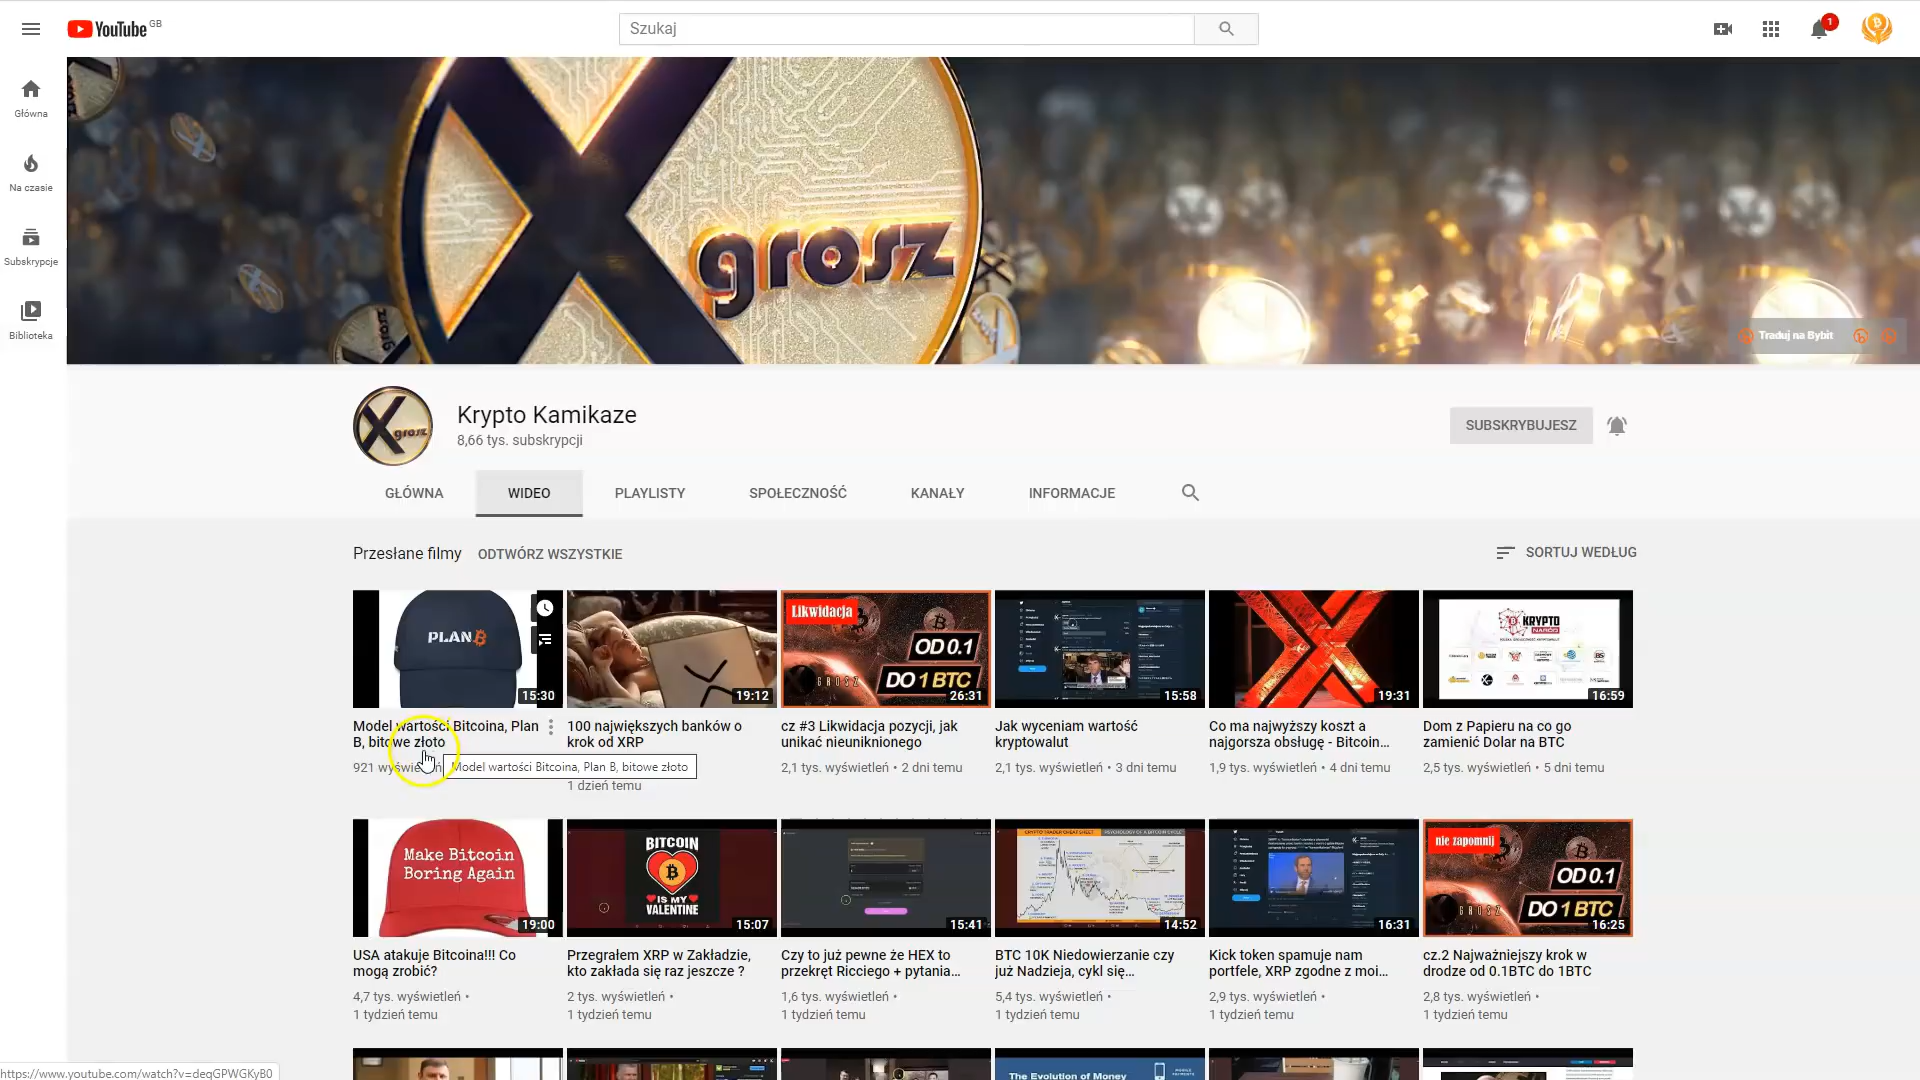 YouTube GB
Szukaj
1
Główna
Na czasie
Subskrypcje
Biblioteka
grosz
Traduj na Bybit
Krypto Kamikaze
8,66 tys. subskrypcji
SUBSKRYBUJESZ
GŁÓWNA
WIDEO
PLAYLISTY
SPOŁECZNOŚĆ
KANAŁY
INFORMACJE
Przesłane filmy
ODTWÓRZ WSZYSTKIE
SORTUJ WEDŁUG
PLAN
15:30
Model wartości Bitcoina, Plan
B, bitowe złoto
921 wyświetleń
Model wartości Bitcoina, Plan B, bitowe złoto
19:12
100 największych banków o
krok od XRP
1 dzień temu
Likwidacja
OD 0.1
DO 1 BTC
GROSZ
26:31
cz #3 Likwidacja pozycji, jak
unikać nieuniknionego
2,1 tys. wyświetleń • 2 dni temu
15:58
Jak wyceniam wartość
kryptowalut
2,1 tys. wyświetleń • 3 dni temu
19:31
Co ma najwyższy koszt a
najgorsza obsługę - Bitcoin...
1,9 tys. wyświetleń • 4 dni temu
KRYPTO
NARÓD
16:59
Dom z Papieru na co go
zamienić Dolar na BTC
2,5 tys. wyświetleń • 5 dni temu
Make Bitcoin
Boring Again
19:00
USA atakuje Bitcoina!!! Co
mogą zrobić?
4,7 tys. wyświetleń •
1 tydzień temu
BITCOIN
IS MY
VALENTINE
15:07
Przegrałem XRP w Zakładzie,
kto zakłada się raz jeszcze ?
2 tys. wyświetleń •
1 tydzień temu
15:41
Czy to już pewne że HEX to
przekręt Ricciego + pytania...
1,6 tys. wyświetleń •
1 tydzień temu
CRYPTO TRADER CHEAT SHEET
PSYCHOLOGY OF A BITCOIN CYCLE
14:52
BTC 10K Niedowierzanie czy
już Nadzieja, cykl się...
5,4 tys. wyświetleń •
1 tydzień temu
16:31
Kick token spamuje nam
portfele, XRP zgodne z moi...
2,9 tys. wyświetleń •
1 tydzień temu
nie zapomnij
OD 0.1
DO 1 BTC
GROSZ
16:25
cz.2 Najważniejszy krok w
drodze od 0.1BTC do 1BTC
2,8 tys. wyświetleń •
1 tydzień temu
The Evolution of Money
https://www.youtube.com/watch?v=deqGPWGKyB0